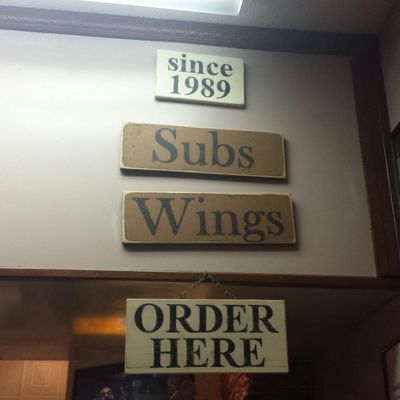 since
1989
Subs
Wings
ORDER
HERE